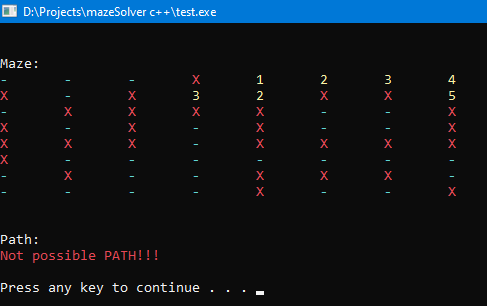 D:\Projects\mazeSolver c++\test.exe
Maze:
- - - X 1 2 3 4
X - X 3 2 X X 5
- X X X X - - X
- - X - X - - X
X X X - X X X X
X - - - - - - -
- X - - X X X -
- - - - X - - X
Path:
Not possible PATH!!!
Press any key to continue . . .